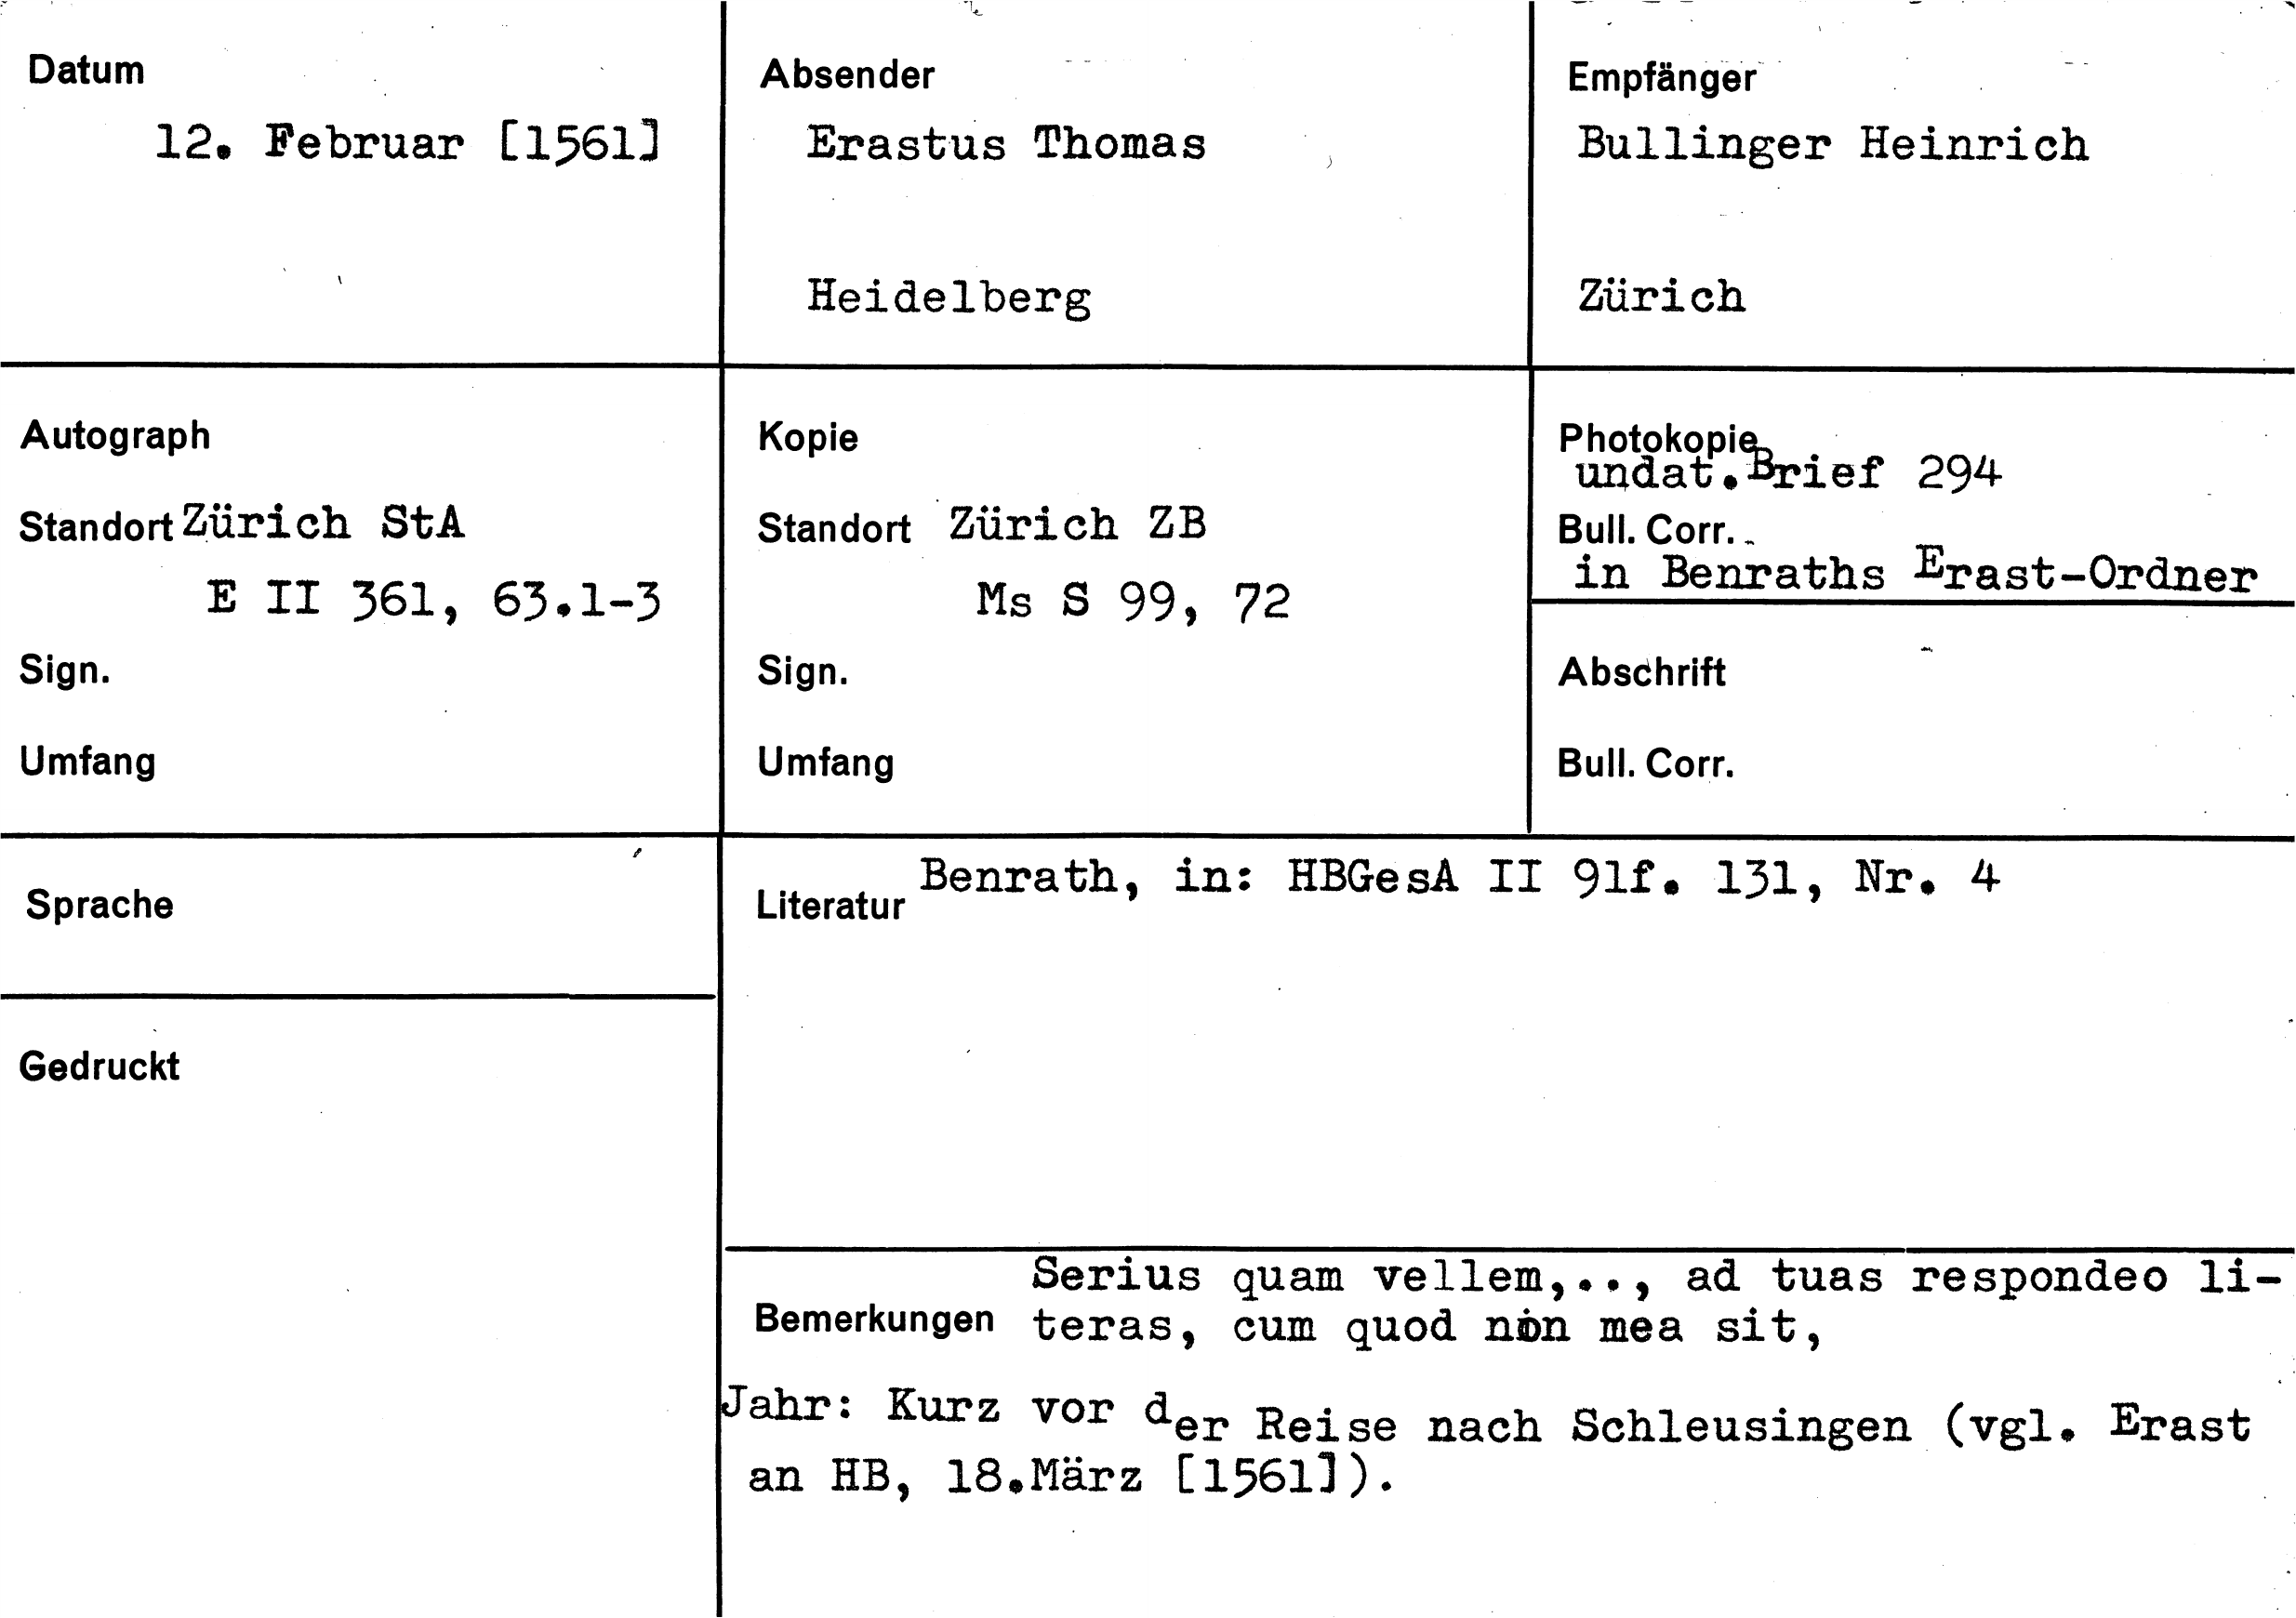 Datum
12. Februar [1561]
Absender
Erastus Thomas
Heidelberg
Empfänger
Bullinger Heinrich
Zürich
Autograph
Standort Zürich StA
E II 361, 63.1-3
Sign.
Umfang
Kopie
Standort Zürich ZB
Ms S 99, 72
Sign.
Umfang
Photokopie
undat. Brief 294
Bull. Corr.
in Benraths Erast-Ordner
Abschrift
Bull. Corr.
Sprache
Gedruckt
Literatur Benrath, in: HBGesA II 91f. 131, Nr. 4
Serius quam vellem,.., ad tuas respondeo li-
Bemerkungen teras, cum quod non mea sit,
Jahr: Kurz vor der Reise nach Schleusingen (vgl. Erast
an HB, 18.März [1561]).